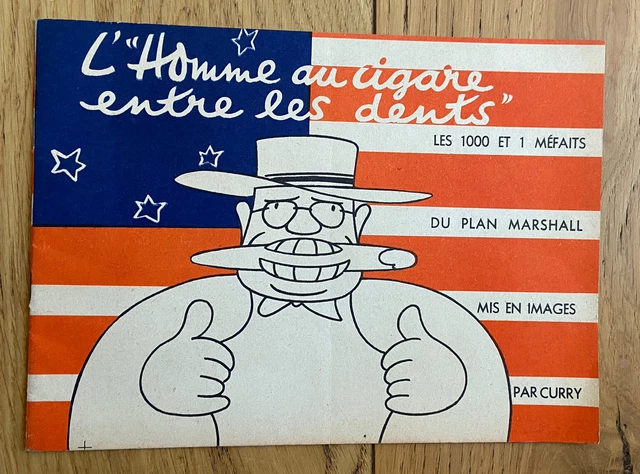 L'"Homme au cigare
entre les dents"
LES 1000 ET 1 MÉFAITS
DU PLAN MARSHALL
MIS EN IMAGES
PAR CURRY